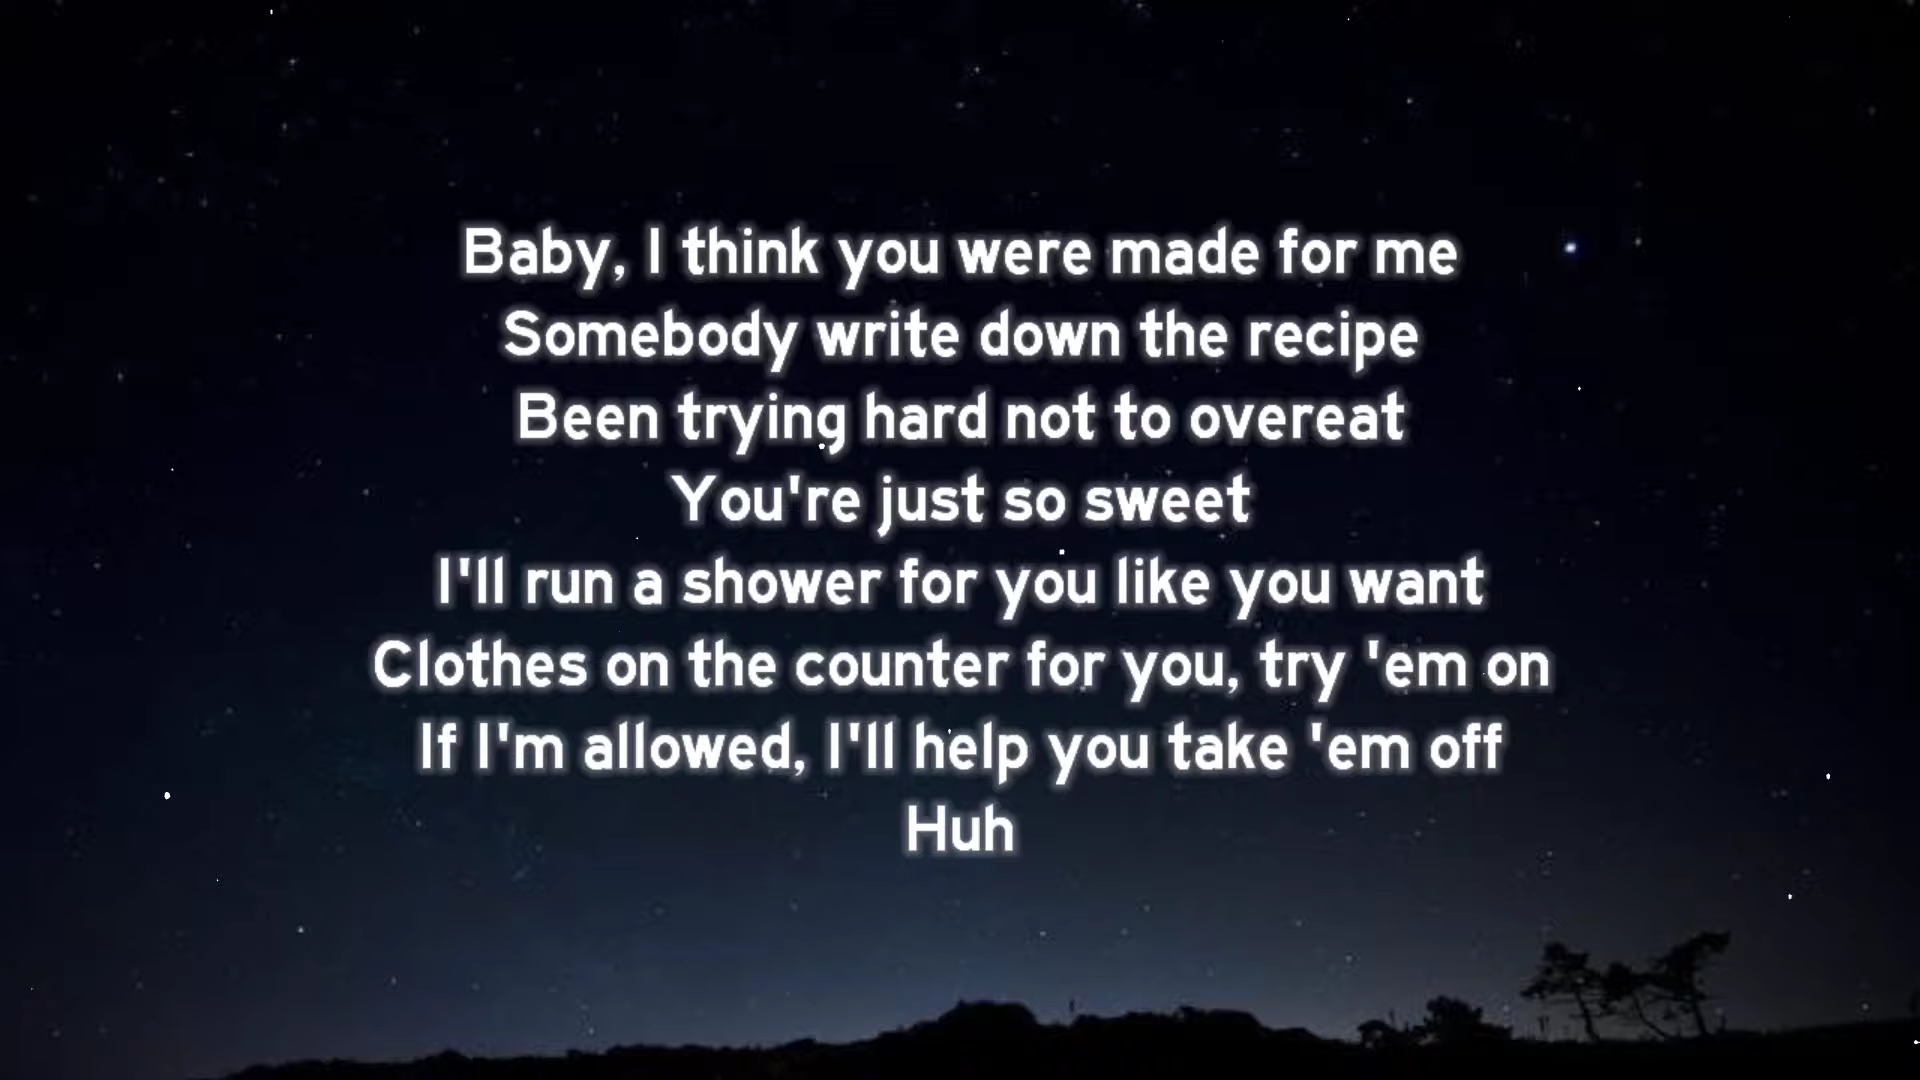 Baby, I think you were made for me
Somebody write down the recipe
Been trying hard not to overeat
You're just so sweet
I'll run a shower for you like you want
Clothes on the counter for you, try 'em on
If I'm allowed, I'll help you take 'em off
Huh